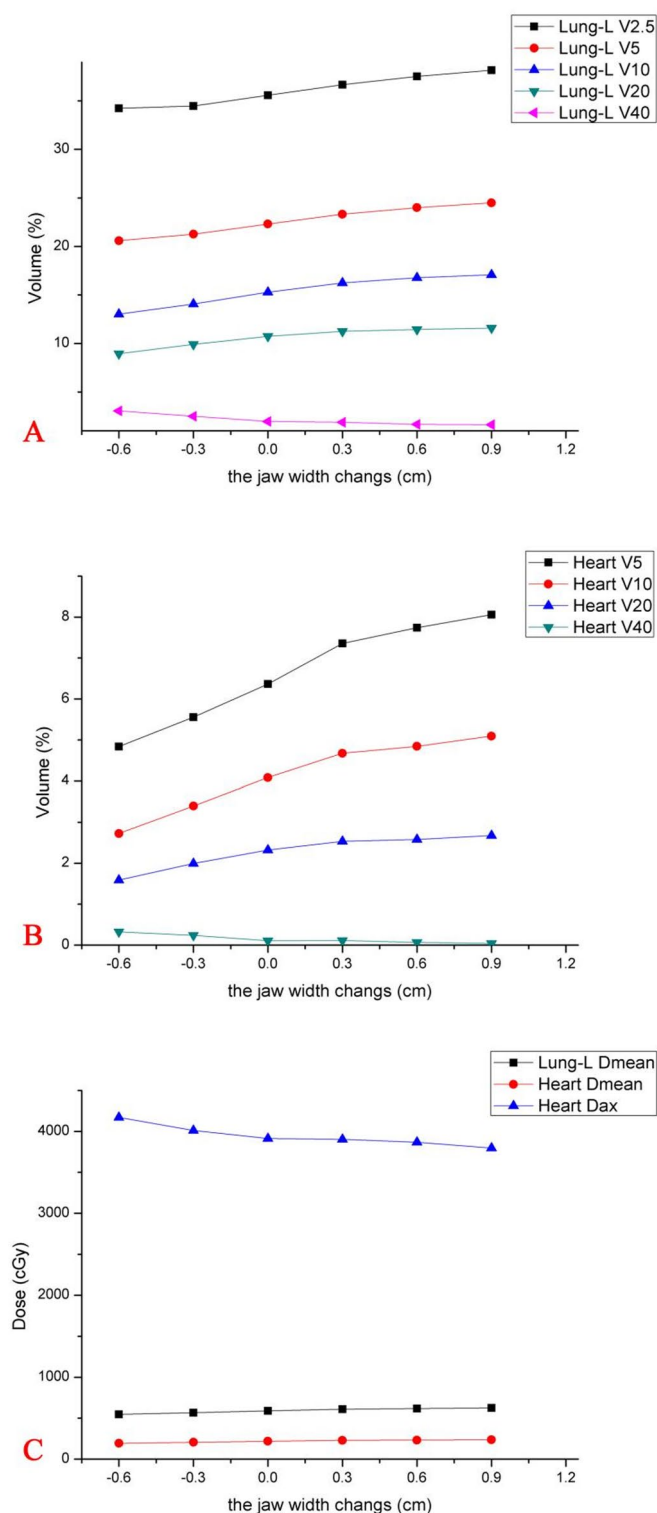 Lung-L V2.5
Lung-L V5
Lung-L V10
Lung-L V20
Lung-L V40
30
20
10
Volume (%)
A
-0.6 -0.3 0.0 0.3 0.6 0.9 1.2
the jaw width changs (cm)
Heart V5
Heart V10
Heart V20
Heart V40
8
6
4
2
0
Volume (%)
B
-0.6 -0.3 0.0 0.3 0.6 0.9 1.2
the jaw width changs (cm)
Lung-L Dmean
Heart Dmean
Heart Dax
4000
3000
2000
1000
0
Dose (cGy)
C
-0.6 -0.3 0.0 0.3 0.6 0.9 1.2
the jaw width changs (cm)